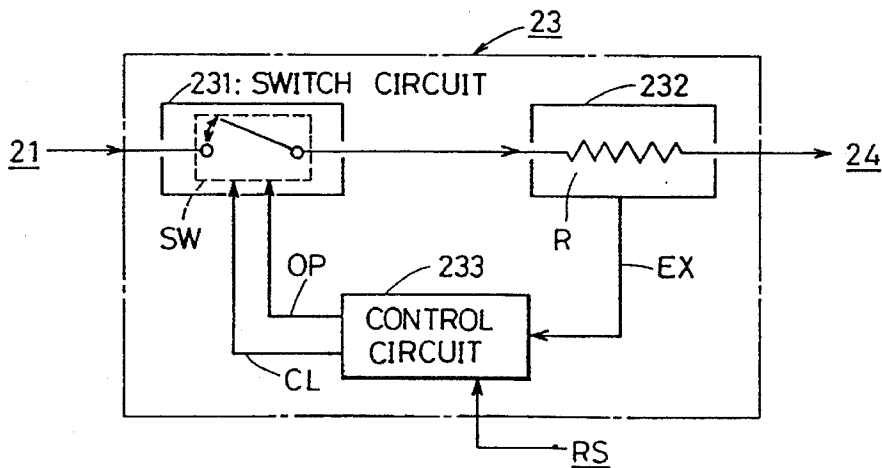 23
231: SWITCH CIRCUIT
232
21
24
SW
R
OP
233
EX
CONTROL
CIRCUIT
CL
RS